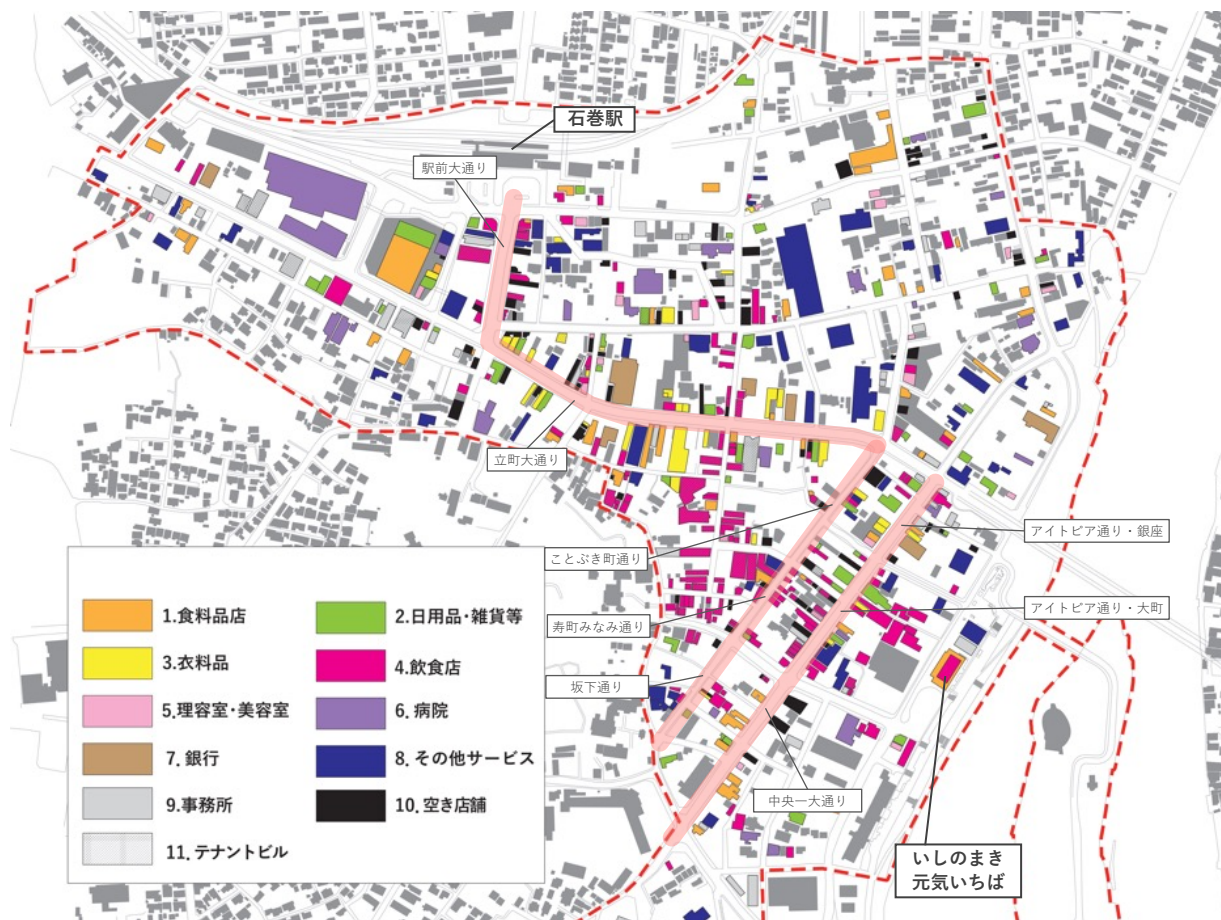 石巻駅
駅前大通り
立町大通り
アイトピア通り・銀座
ことぶき町通り
アイトピア通り・大町
寿町みなみ通り
坂下通り
中央一大通り
いしのまき
元気いちば
1.食料品店
2.日用品・雑貨等
3.衣料品
4.飲食店
5.理容室・美容室
6.病院
7.銀行
8.その他サービス
9.事務所
10.空き店舗
11.テナントビル